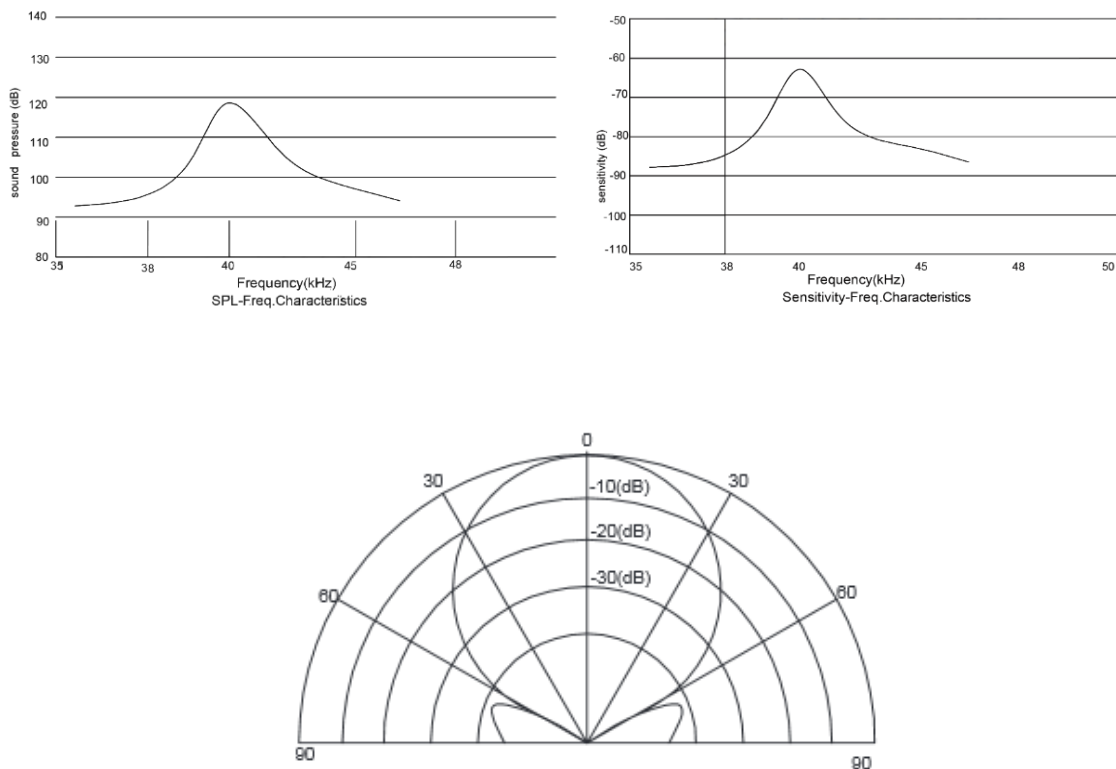 140
130
120
110
100
90
80
sound pressure (dB)
35 38 40 45 48
Frequency(kHz)
SPL-Freq.Characteristics
-50
-60
-70
-80
-90
-100
-110
sensitivity (dB)
35 38 40 45 48 50
Frequency(kHz)
Sensitivity-Freq.Characteristics
0
30 30
-10(dB)
-20(dB)
-30(dB)
60 60
90 90